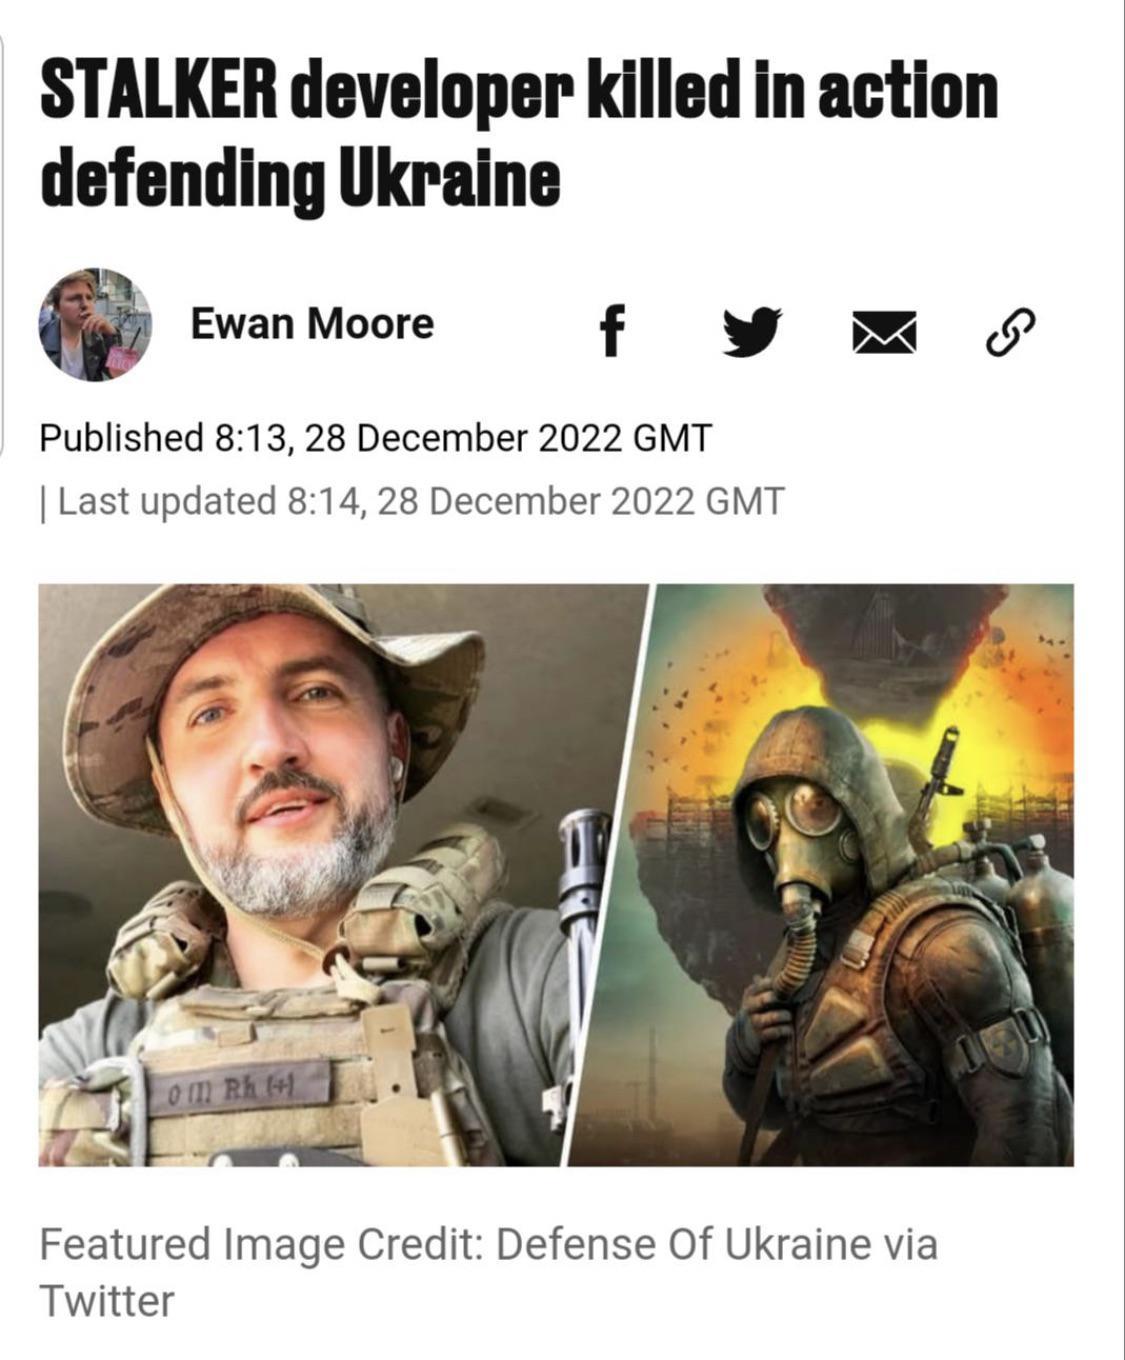 STALKER developer killed in action
defending Ukraine
Ewan Moore
Published 8:13, 28 December 2022 GMT
| Last updated 8:14, 28 December 2022 GMT
0 (I) Rh (+)
Featured Image Credit: Defense Of Ukraine via
Twitter